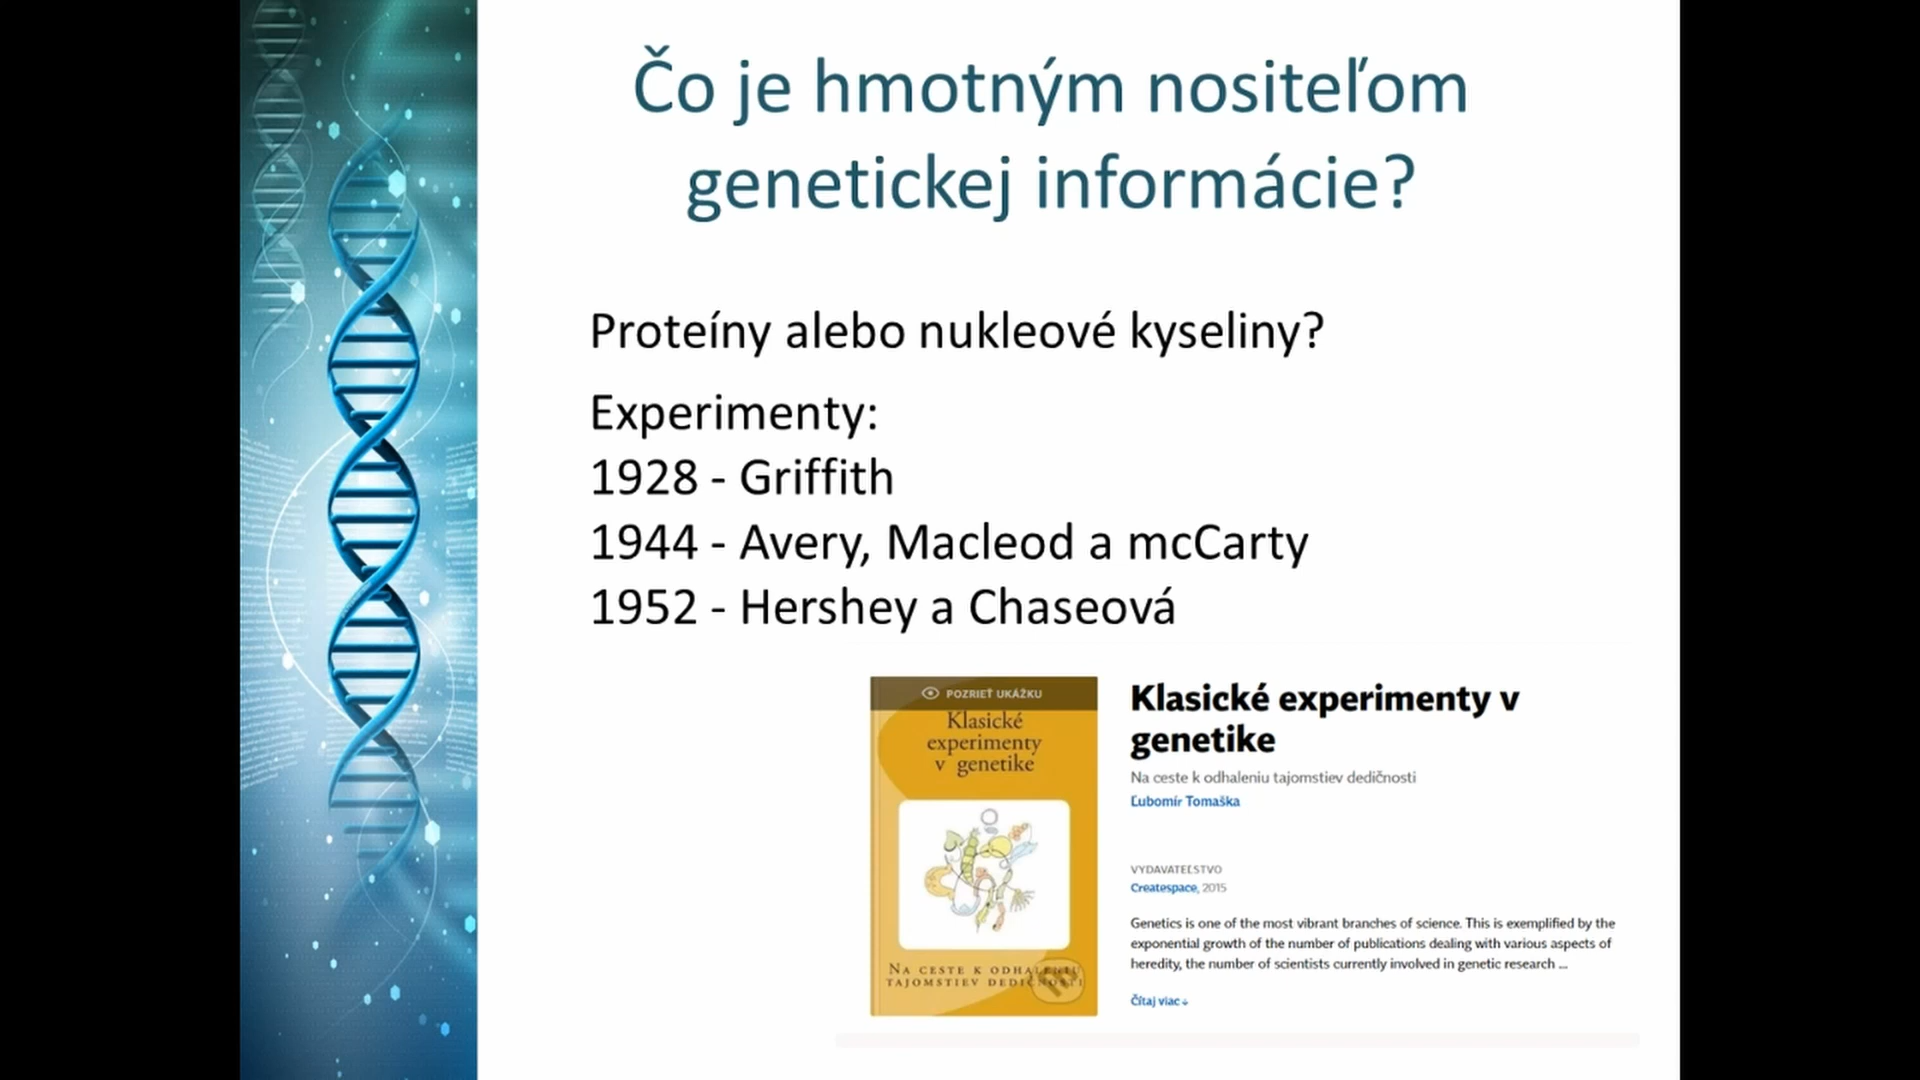 Čo je hmotným nositeľom
genetickej informácie?
Proteíny alebo nukleové kyseliny?
Experimenty:
1928 - Griffith
1944 - Avery, Macleod a mcCarty
1952 - Hershey a Chaseová
POZRIEŤ UKÁŽKU
Klasické
experimenty
v genetike
NA CESTE K ODHALENIU
TAJOMSTIEV DEDIČNOSTI
Klasické experimenty v
genetike
Na ceste k odhaleniu tajomstiev dedičnosti
Ľubomír Tomaška
VYDAVATEĽSTVO
Createspace, 2015
Genetics is one of the most vibrant branches of science. This is exemplified by the
exponential growth of the number of publications dealing with various aspects of
heredity, the number of scientists currently involved in genetic research ...
Čítaj viac ↓